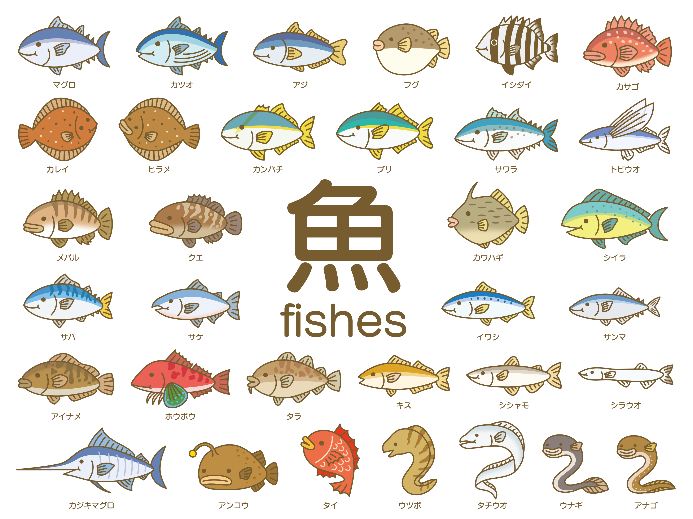 マグロ
カツオ
アジ
フグ
イシダイ
カサゴ
カレイ
ヒラメ
カンパチ
ブリ
サワラ
トビウオ
メバル
クエ
魚
カワハギ
シイラ
fishes
サバ
サケ
イワシ
サンマ
アイナメ
ホウボウ
タラ
キス
シシャモ
シラウオ
カジキマグロ
アンコウ
タイ
ウツボ
タチウオ
ウナギ
アナゴ